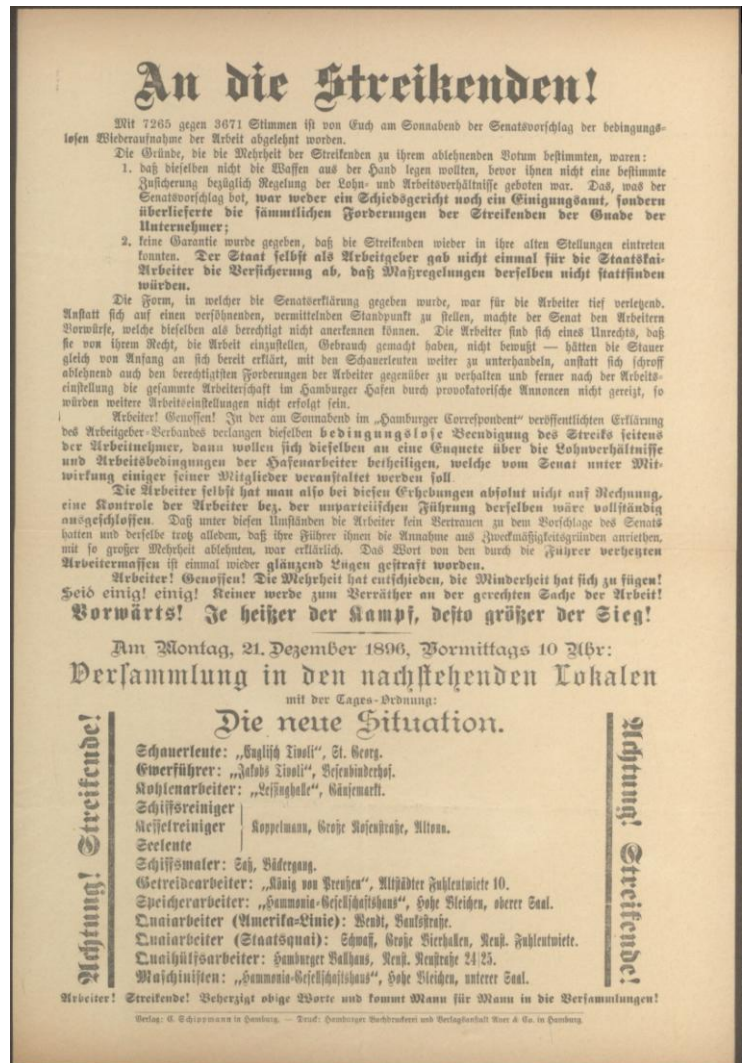 An die Streikenden!
Mit 7265 gegen 3671 Stimmen ist von Euch am Sonnabend der Senatsvorschlag der bedingungs-
losen Wiederaufnahme der Arbeit abgelehnt worden.
Die Gründe, die die Mehrheit der Streikenden zu ihrem ablehnenden Votum bestimmten, waren:
1. daß dieselben nicht die Waffen aus der Hand legen wollten, bevor ihnen nicht eine bestimmte
Zusicherung bezüglich Regelung der Lohn- und Arbeitsverhältnisse geboten war. Das, was der
Senatsvorschlag bot, war weder ein Schiedsgericht noch ein Einigungsamt, sondern
überlieferte die sämmtlichen Forderungen der Streikenden der Gnade der
Unternehmer;
2. keine Garantie wurde gegeben, daß die Streikenden wieder in ihre alten Stellungen eintreten
konnten. Der Staat selbst als Arbeitgeber gab nicht einmal für die Staatskai-
Arbeiter die Versicherung ab, daß Maßregelungen derselben nicht stattfinden
würden.
Die Form, in welcher die Senatserklärung gegeben wurde, war für die Arbeiter tief verletzend.
Anstatt sich auf einen versöhnenden, vermittelnden Standpunkt zu stellen, machte der Senat den Arbeitern
Vorwürfe, welche dieselben als berechtigt nicht anerkennen können. Die Arbeiter sind sich eines Unrechts, daß
sie von ihrem Recht, die Arbeit einzustellen, Gebrauch gemacht haben, nicht bewußt — hätten die Stauer
gleich von Anfang an sich bereit erklärt, mit den Schauerleuten weiter zu unterhandeln, anstatt sich schroff
ablehnend auch den berechtigtsten Forderungen der Arbeiter gegenüber zu verhalten und ferner nach der Arbeits-
einstellung die gesammte Arbeiterschaft im Hamburger Hafen durch provokatorische Annoncen nicht gereizt, so
würden weitere Arbeitseinstellungen nicht erfolgt sein.
Arbeiter! Genossen! In der am Sonnabend im „Hamburger Correspondent“ veröffentlichten Erklärung
des Arbeitgeber-Verbandes verlangen dieselben bedingungslose Beendigung des Streiks seitens
der Arbeitnehmer, dann wollen sich dieselben an eine Enquete über die Lohnverhältnisse
und Arbeitsbedingungen der Hafenarbeiter betheiligen, welche vom Senat unter Mit-
wirkung einiger seiner Mitglieder veranstaltet werden soll.
Die Arbeiter selbst hat man also bei diesen Erhebungen absolut nicht auf Rechnung,
eine Kontrole der Arbeiter bez. der unparteiischen Führung derselben wäre vollständig
ausgeschlossen. Daß unter diesen Umständen die Arbeiter kein Vertrauen zu dem Vorschlage des Senats
hatten und derselbe trotz alledem, daß ihre Führer ihnen die Annahme aus Zweckmäßigkeitsgründen anriethen,
mit so großer Mehrheit ablehnten, war erklärlich. Das Wort von den durch die Führer verhetzten
Arbeitermassen ist einmal wieder glänzend Lügen gestraft worden.
Arbeiter! Genossen! Die Mehrheit hat entschieden, die Minderheit hat sich zu fügen!
Seid einig! einig! Keiner werde zum Verräther an der gerechten Sache der Arbeit!
Vorwärts! Je heißer der Kampf, desto größer der Sieg!
Am Montag, 21. Dezember 1896, Vormittags 10 Uhr:
Versammlung in den nachstehenden Lokalen
mit der Tages-Ordnung:
Die neue Situation.
Achtung! Streikende!
Schauerleute: „Englisch Tivoli“, St. Georg.
Ewerführer: „Jakobs Tivoli“, Besenbinderhof.
Kohlenarbeiter: „Lessinghalle“, Gänsemarkt.
Schiffsreiniger
Kesselreiniger
Seeleute
Koppelmann, Große Rosenstraße, Altona.
Schiffsmaler: Saß, Bäckergang.
Getreidearbeiter: „König von Preußen“, Altstädter Fuhlentwiete 10.
Speicherarbeiter: „Hammonia-Gesellschaftshaus“, Hohe Bleichen, oberer Saal.
Quaiarbeiter (Amerika-Linie): Wendt, Banksstraße.
Quaiarbeiter (Staatsquai): Schwaff, Große Bierhallen, Neust. Fuhlentwiete.
Quaihülfsarbeiter: Hamburger Ballhaus, Neust. Neustraße 24|25.
Maschinisten: „Hammonia-Gesellschaftshaus“, Hohe Bleichen, unterer Saal.
Achtung! Streikende!
Arbeiter! Streikende! Beherzigt obige Worte und kommt Mann für Mann in die Versammlungen!
Verlag: C. Schippmann in Hamburg. — Druck: Hamburger Buchdruckerei und Verlagsanstalt Auer & Co. in Hamburg.